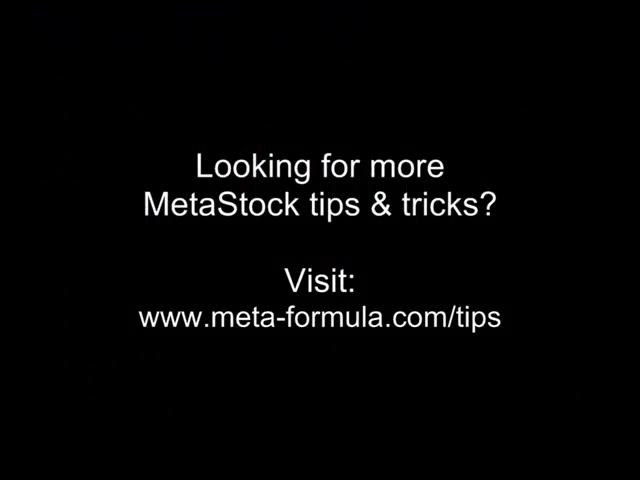 Looking for more
MetaStock tips & tricks?
Visit:
www.meta-formula.com/tips